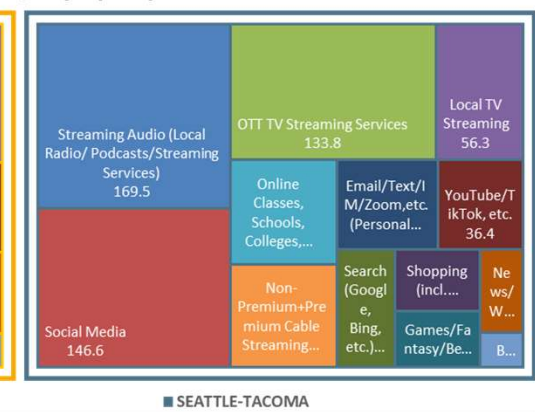 Streaming Audio (Local
Radio/ Podcasts/Streaming
Services)
169.5
Social Media
146.6
OTT TV Streaming Services
133.8
Local TV
Streaming
56.3
Online
Classes,
Schools,
Colleges,...
Non-
Premium+Pre
mium Cable
Streaming...
Email/Text/I
M/Zoom,etc.
(Personal...
YouTube/T
ikTok, etc.
36.4
Search
(Googl
e,
Bing,
etc.)...
Shopping
(incl....
Games/Fa
ntasy/Be...
Ne
ws/
W...
B...
SEATTLE-TACOMA